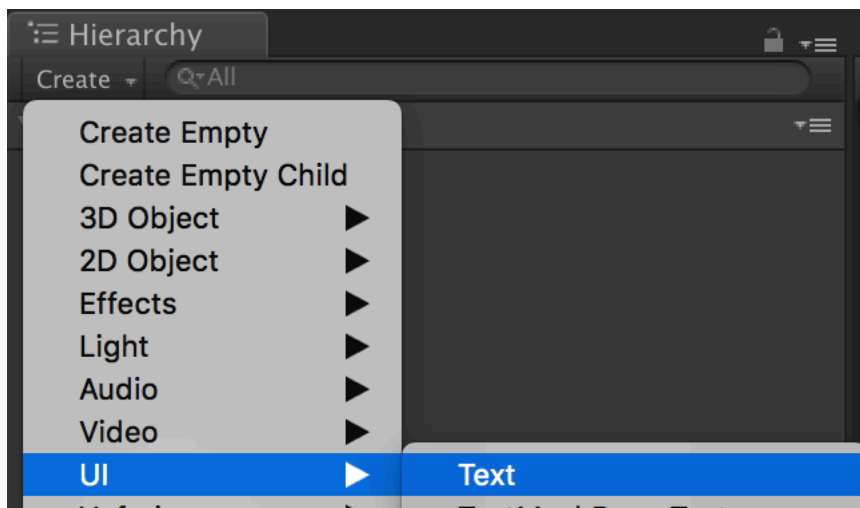 Hierarchy
Create
All
Create Empty
Create Empty Child
3D Object
2D Object
Effects
Light
Audio
Video
UI
Text